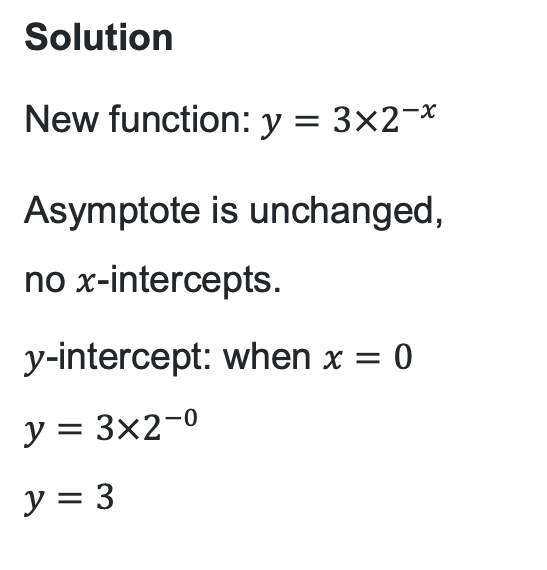 Solution
New function: y = 3×2⁻ˣ
Asymptote is unchanged,
no x-intercepts.
y-intercept: when x = 0
y = 3×2⁻⁰
y = 3